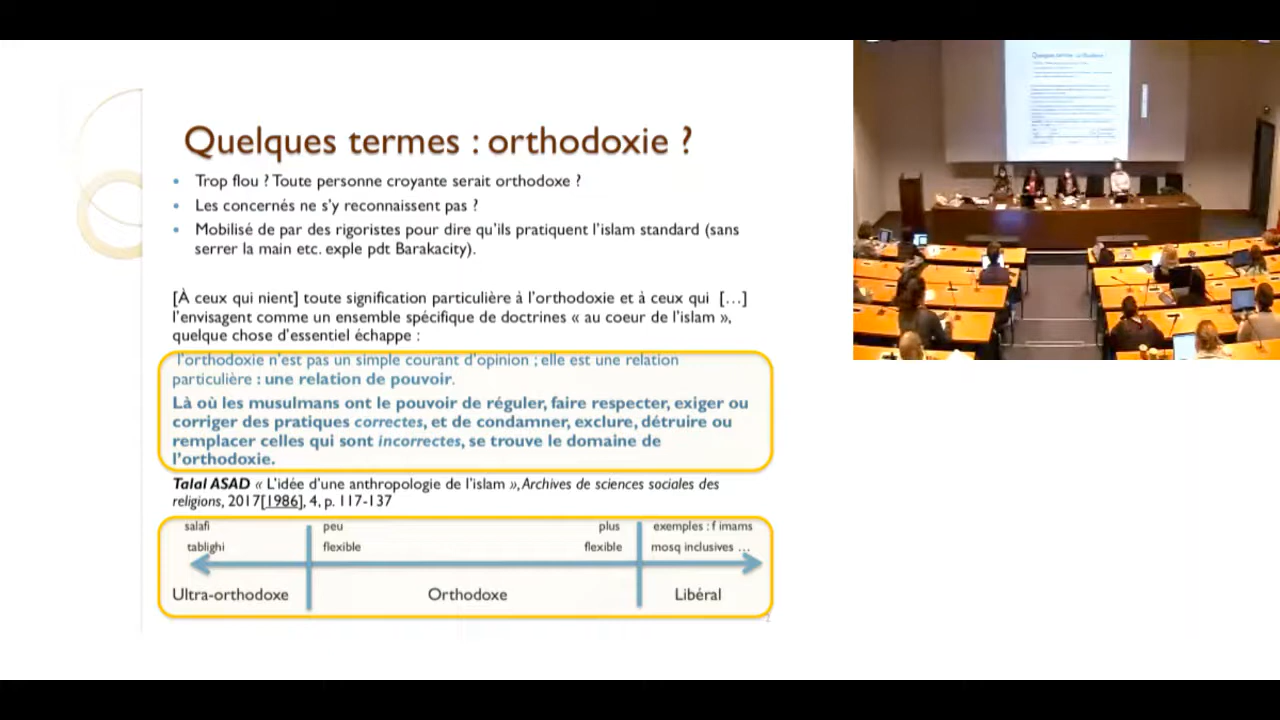 Quelques termes : orthodoxie ?
• Trop flou ? Toute personne croyante serait orthodoxe ?
• Les concernés ne s'y reconnaissent pas ?
• Mobilisé de par des rigoristes pour dire qu'ils pratiquent l'islam standard (sans
serrer la main etc. exple pdt Barakacity).
[À ceux qui nient] toute signification particulière à l'orthodoxie et à ceux qui […]
l'envisagent comme un ensemble spécifique de doctrines « au coeur de l'islam »,
quelque chose d'essentiel échappe :
l'orthodoxie n'est pas un simple courant d'opinion ; elle est une relation
particulière : une relation de pouvoir.
Là où les musulmans ont le pouvoir de réguler, faire respecter, exiger ou
corriger des pratiques correctes, et de condamner, exclure, détruire ou
remplacer celles qui sont incorrectes, se trouve le domaine de
l'orthodoxie.
Talal ASAD « L'idée d'une anthropologie de l'islam », Archives de sciences sociales des
religions, 2017[1986], 4, p. 117-137
salafi peu plus exemples : f imams
tablighi flexible flexible mosq inclusives …
Ultra-orthodoxe Orthodoxe Libéral